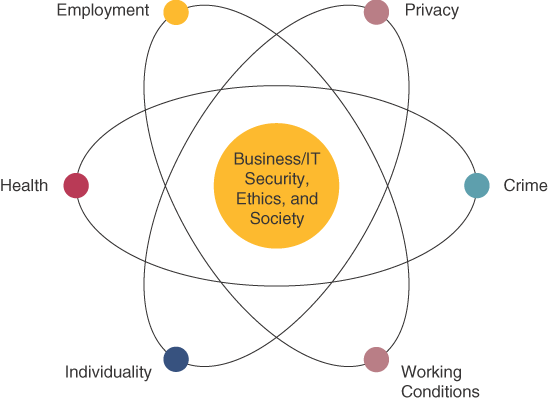 Employment
Privacy
Business/IT
Security,
Ethics, and
Society
Health
Crime
Individuality
Working
Conditions